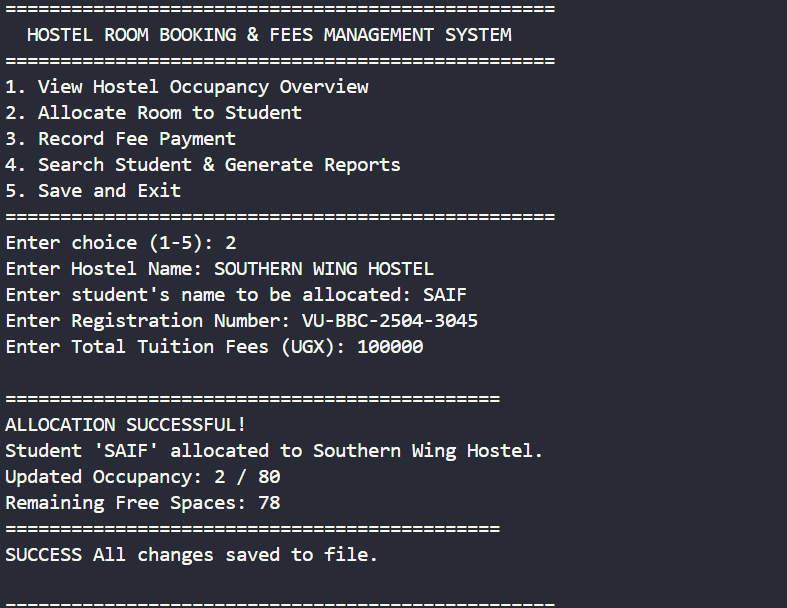 ==================================================
  HOSTEL ROOM BOOKING & FEES MANAGEMENT SYSTEM
==================================================
1. View Hostel Occupancy Overview
2. Allocate Room to Student
3. Record Fee Payment
4. Search Student & Generate Reports
5. Save and Exit
==================================================
Enter choice (1-5): 2
Enter Hostel Name: SOUTHERN WING HOSTEL
Enter student's name to be allocated: SAIF
Enter Registration Number: VU-BBC-2504-3045
Enter Total Tuition Fees (UGX): 100000

=============================================
ALLOCATION SUCCESSFUL!
Student 'SAIF' allocated to Southern Wing Hostel.
Updated Occupancy: 2 / 80
Remaining Free Spaces: 78
=============================================
SUCCESS All changes saved to file.

==================================================